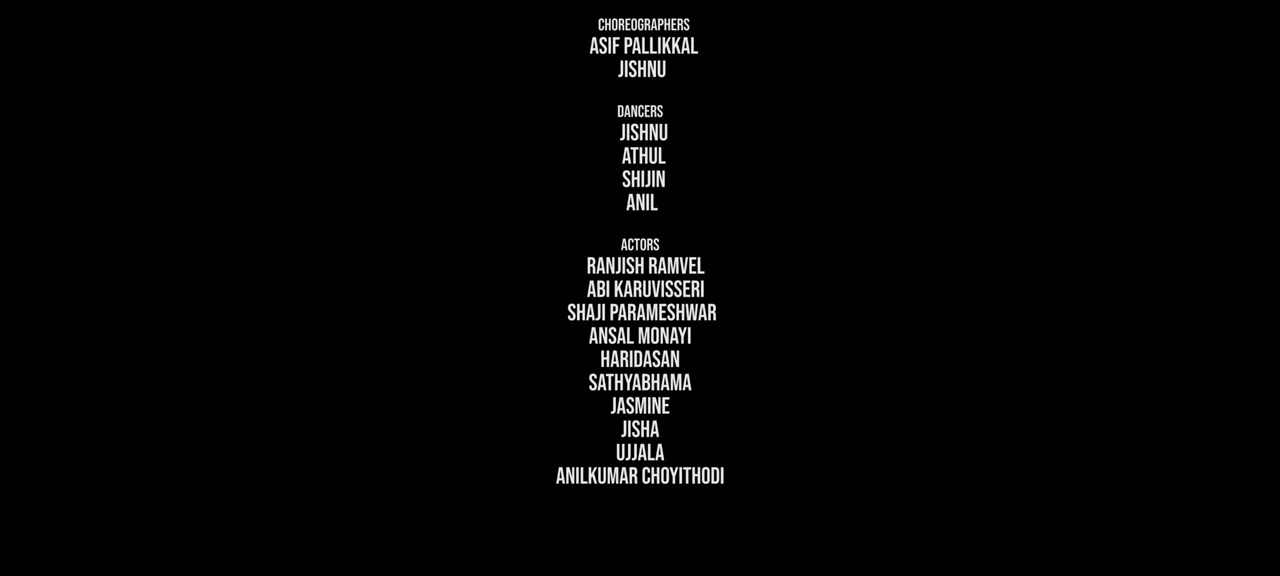 CHOREOGRAPHERS
ASIF PALLIKKAL
JISHNU
DANCERS
JISHNU
ATHUL
SHIJIN
ANIL
ACTORS
RANJISH RAMVEL
ABI KARUVISSERI
SHAJI PARAMESHWAR
ANSAL MONAYI
HARIDASAN
SATHYABHAMA
JASMINE
JISHA
UJJALA
ANILKUMAR CHOYITHODI